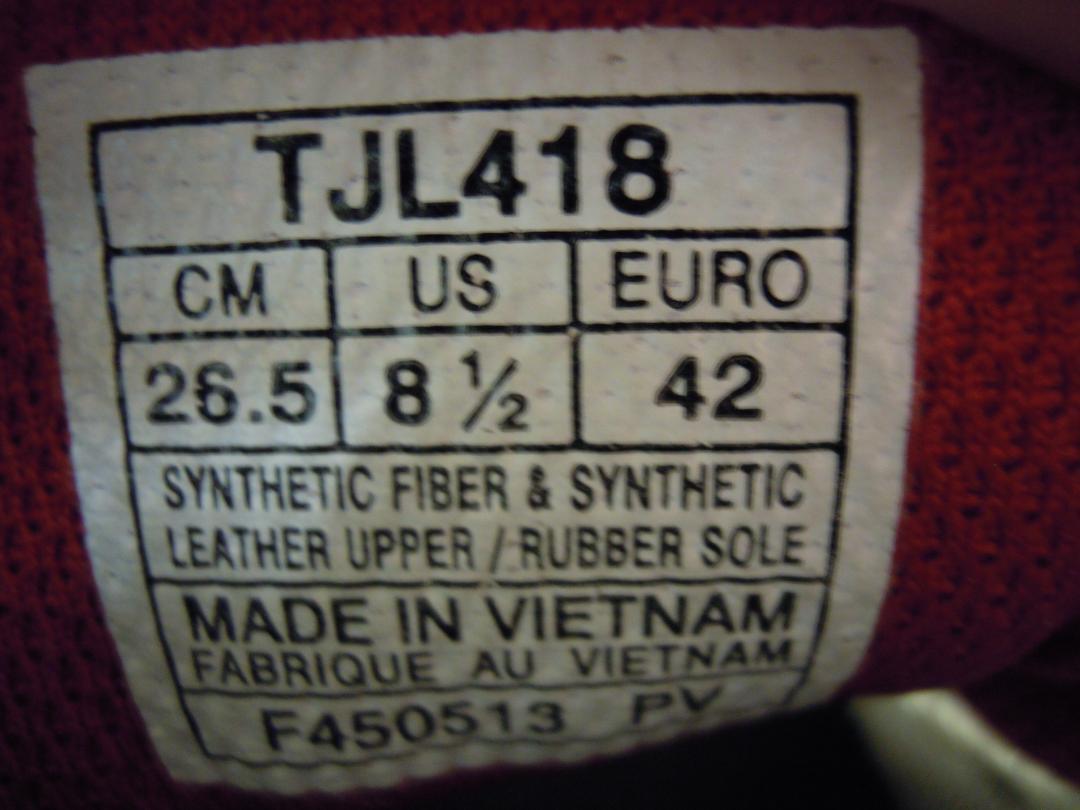 TJL418
CM US EURO
26.5 8 ½ 42
SYNTHETIC FIBER & SYNTHETIC
LEATHER UPPER / RUBBER SOLE
MADE IN VIETNAM
FABRIQUE AU VIETNAM
F450513 PV